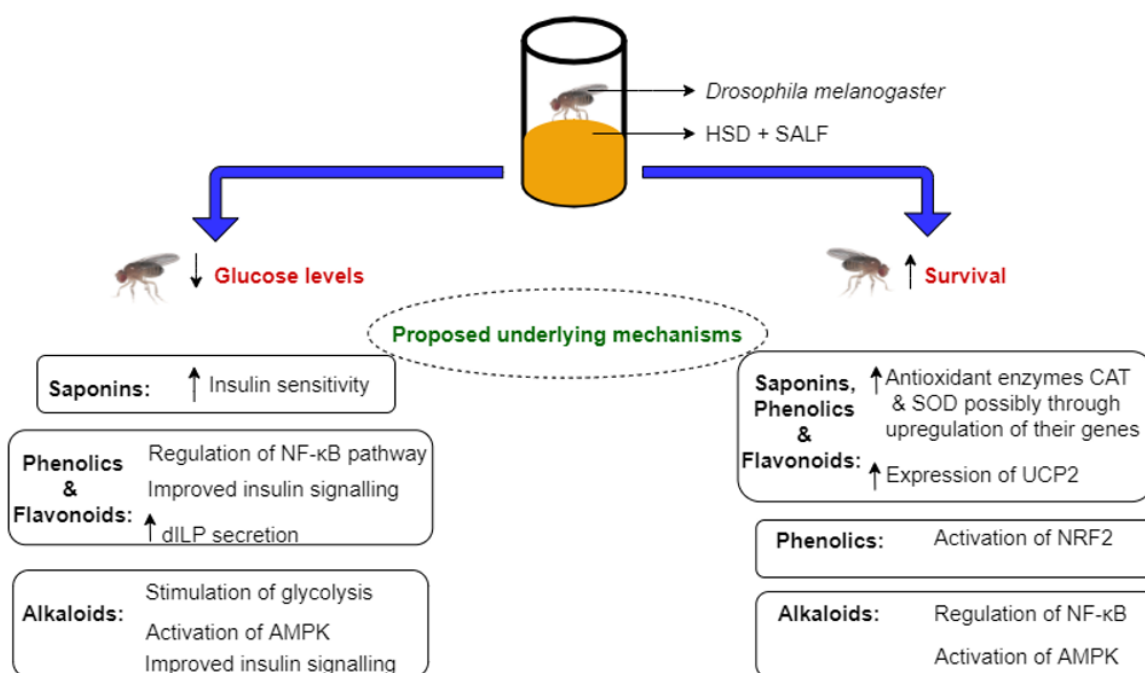 Drosophila melanogaster
HSD + SALF
↓ Glucose levels
↑ Survival
Proposed underlying mechanisms
Saponins: ↑ Insulin sensitivity
Phenolics
&
Flavonoids:
Regulation of NF-κB pathway
Improved insulin signalling
↑ dILP secretion
Alkaloids:
Stimulation of glycolysis
Activation of AMPK
Improved insulin signalling
Saponins,
Phenolics
&
Flavonoids:
↑ Antioxidant enzymes CAT
& SOD possibly through
upregulation of their genes
↑ Expression of UCP2
Phenolics: Activation of NRF2
Alkaloids: Regulation of NF-κB
Activation of AMPK